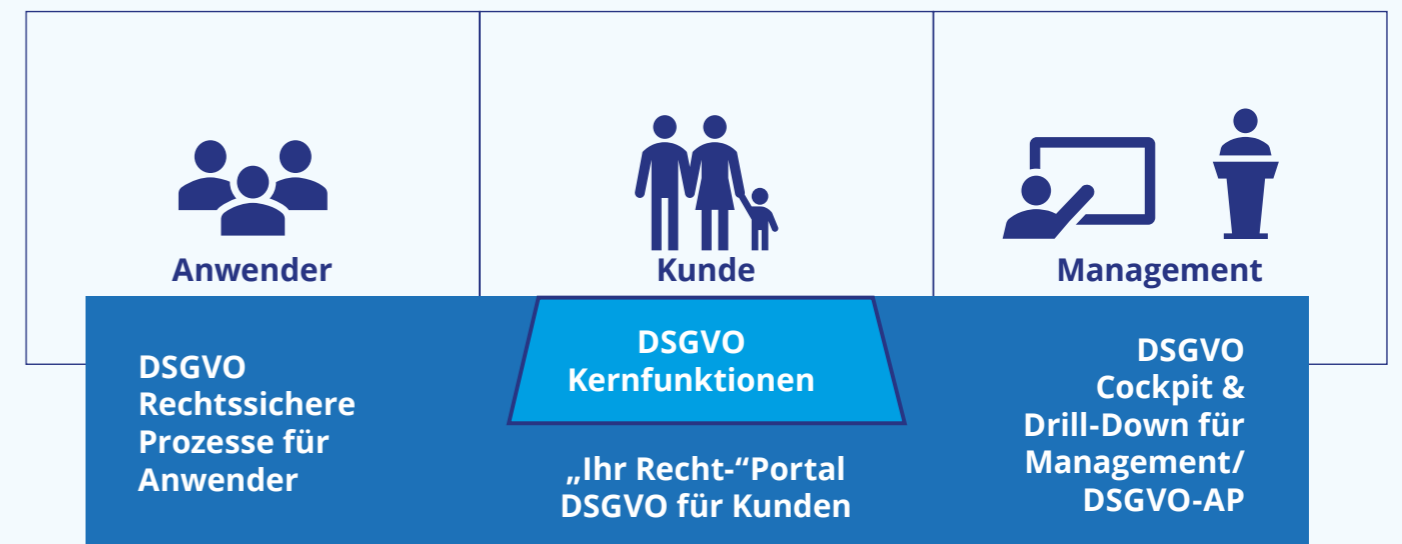 Anwender
Kunde
Management
DSGVO
Rechtssichere
Prozesse für
Anwender
DSGVO
Kernfunktionen
„Ihr Recht-“Portal
DSGVO für Kunden
DSGVO
Cockpit &
Drill-Down für
Management/
DSGVO-AP